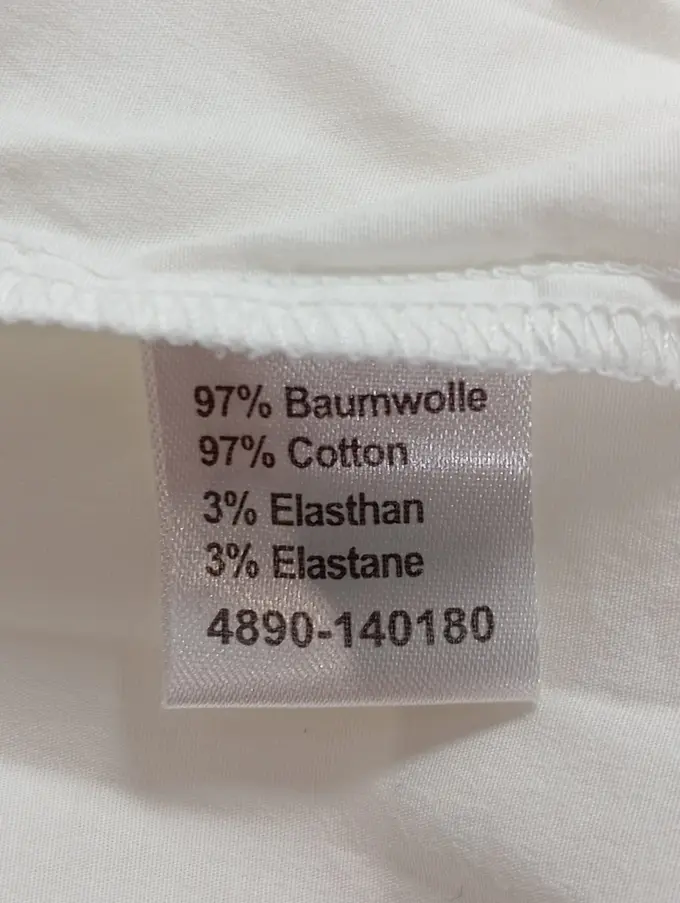 97% Baumwolle
97% Cotton
3% Elasthan
3% Elastane
4890-140180